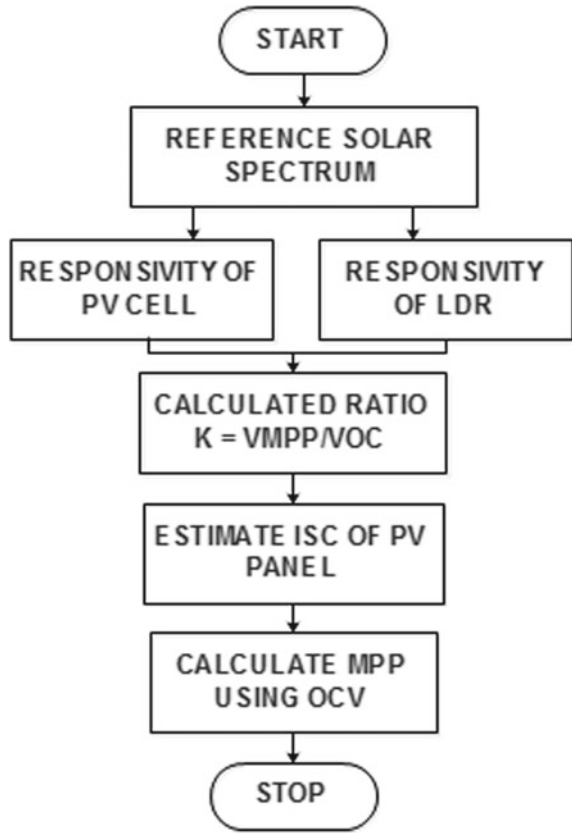 START
REFERENCE SOLAR
SPECTRUM
RESPONSIVITY OF
PV CELL
RESPONSIVITY
OF LDR
CALCULATED RATIO
K = VMPP/VOC
ESTIMATE ISC OF PV
PANEL
CALCULATE MPP
USING OCV
STOP